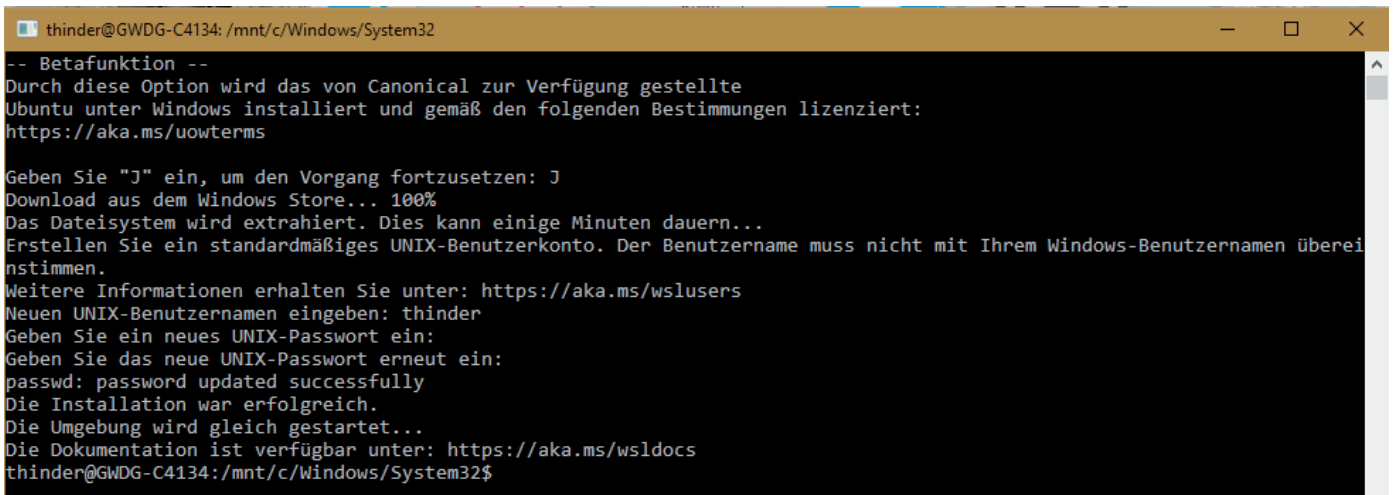 thinder@GWDG-C4134: /mnt/c/Windows/System32
-- Betafunktion --
Durch diese Option wird das von Canonical zur Verfügung gestellte
Ubuntu unter Windows installiert und gemäß den folgenden Bestimmungen lizenziert:
https://aka.ms/uowterms
Geben Sie "J" ein, um den Vorgang fortzusetzen: J
Download aus dem Windows Store... 100%
Das Dateisystem wird extrahiert. Dies kann einige Minuten dauern...
Erstellen Sie ein standardmäßiges UNIX-Benutzerkonto. Der Benutzername muss nicht mit Ihrem Windows-Benutzernamen überei
nstimmen.
Weitere Informationen erhalten Sie unter: https://aka.ms/wslusers
Neuen UNIX-Benutzernamen eingeben: thinder
Geben Sie ein neues UNIX-Passwort ein:
Geben Sie das neue UNIX-Passwort erneut ein:
passwd: password updated successfully
Die Installation war erfolgreich.
Die Umgebung wird gleich gestartet...
Die Dokumentation ist verfügbar unter: https://aka.ms/wsldocs
thinder@GWDG-C4134:/mnt/c/Windows/System32$